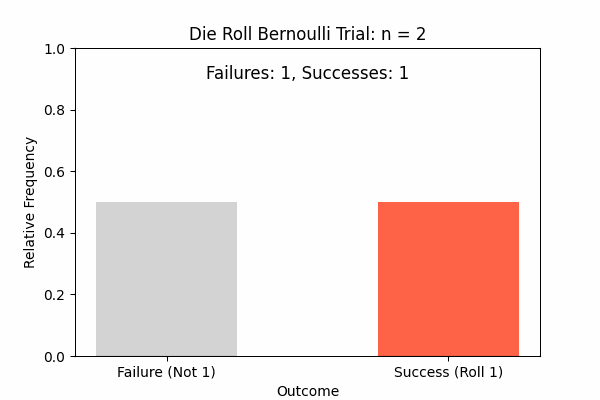 Die Roll Bernoulli Trial: n = 2
Failures: 1, Successes: 1
1.0
0.8
0.6
0.4
0.2
0.0
Relative Frequency
Failure (Not 1) Success (Roll 1)
Outcome